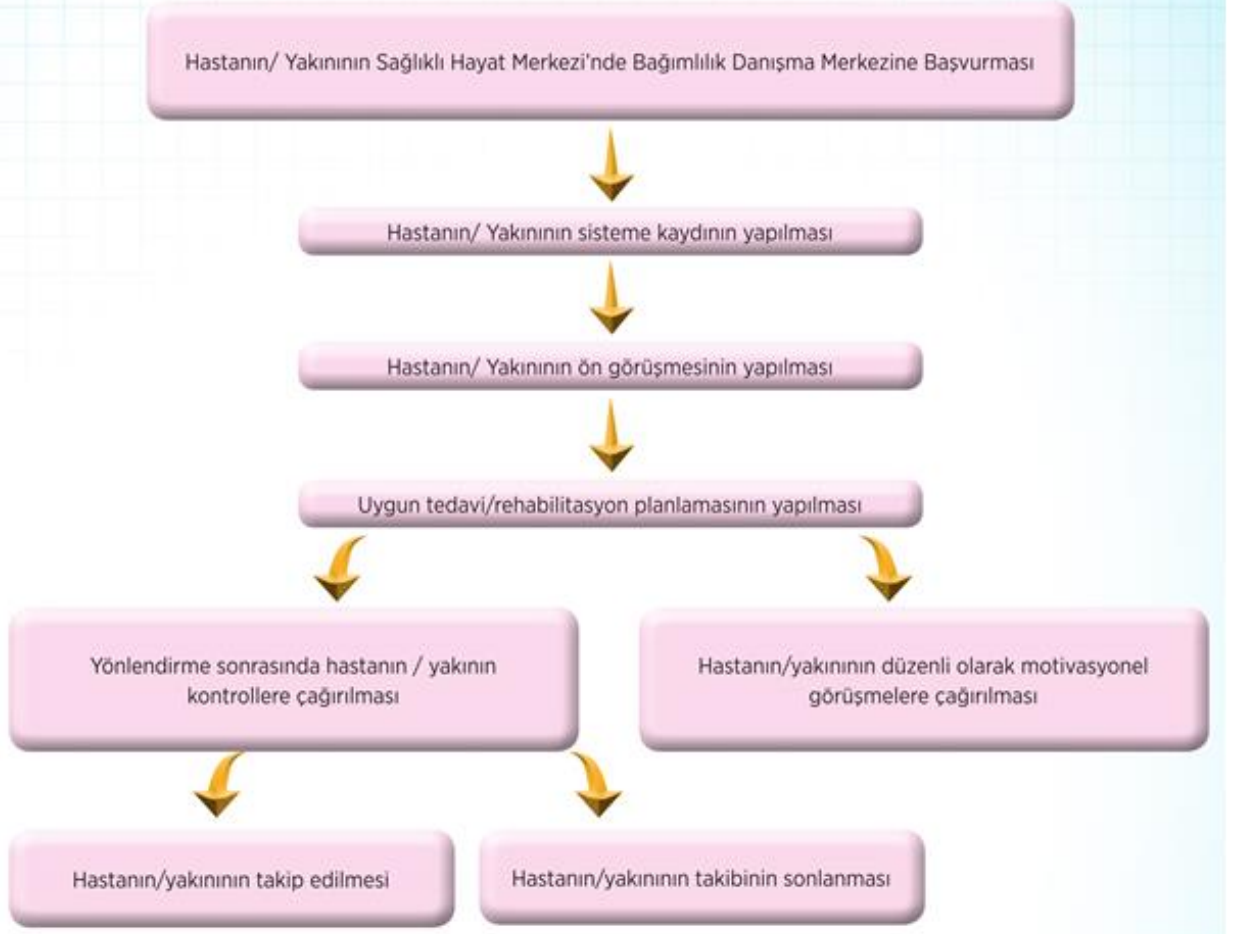 Hastanın/ Yakınının Sağlıklı Hayat Merkezi'nde Bağımlılık Danışma Merkezine Başvurması
Hastanın/ Yakınının sisteme kaydının yapılması
Hastanın/ Yakınının ön görüşmesinin yapılması
Uygun tedavi/rehabilitasyon planlamasının yapılması
Yönlendirme sonrasında hastanın / yakının
kontrollere çağırılması
Hastanın/yakınının düzenli olarak motivasyonel
görüşmelere çağırılması
Hastanın/yakınının takip edilmesi
Hastanın/yakınının takibinin sonlanması